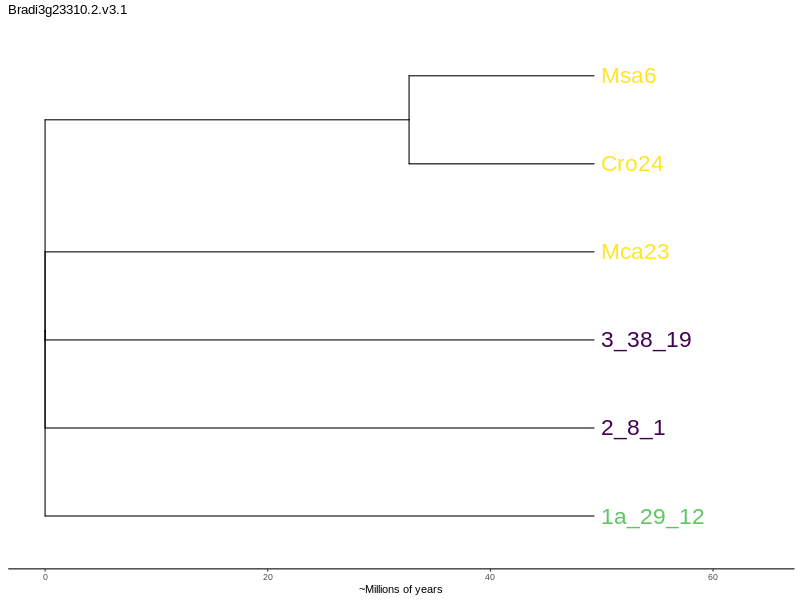 Bradi3g23310.2.v3.1
Msa6
Cro24
Mca23
3_38_19
2_8_1
1a_29_12
0 20 40 60
~Millions of years